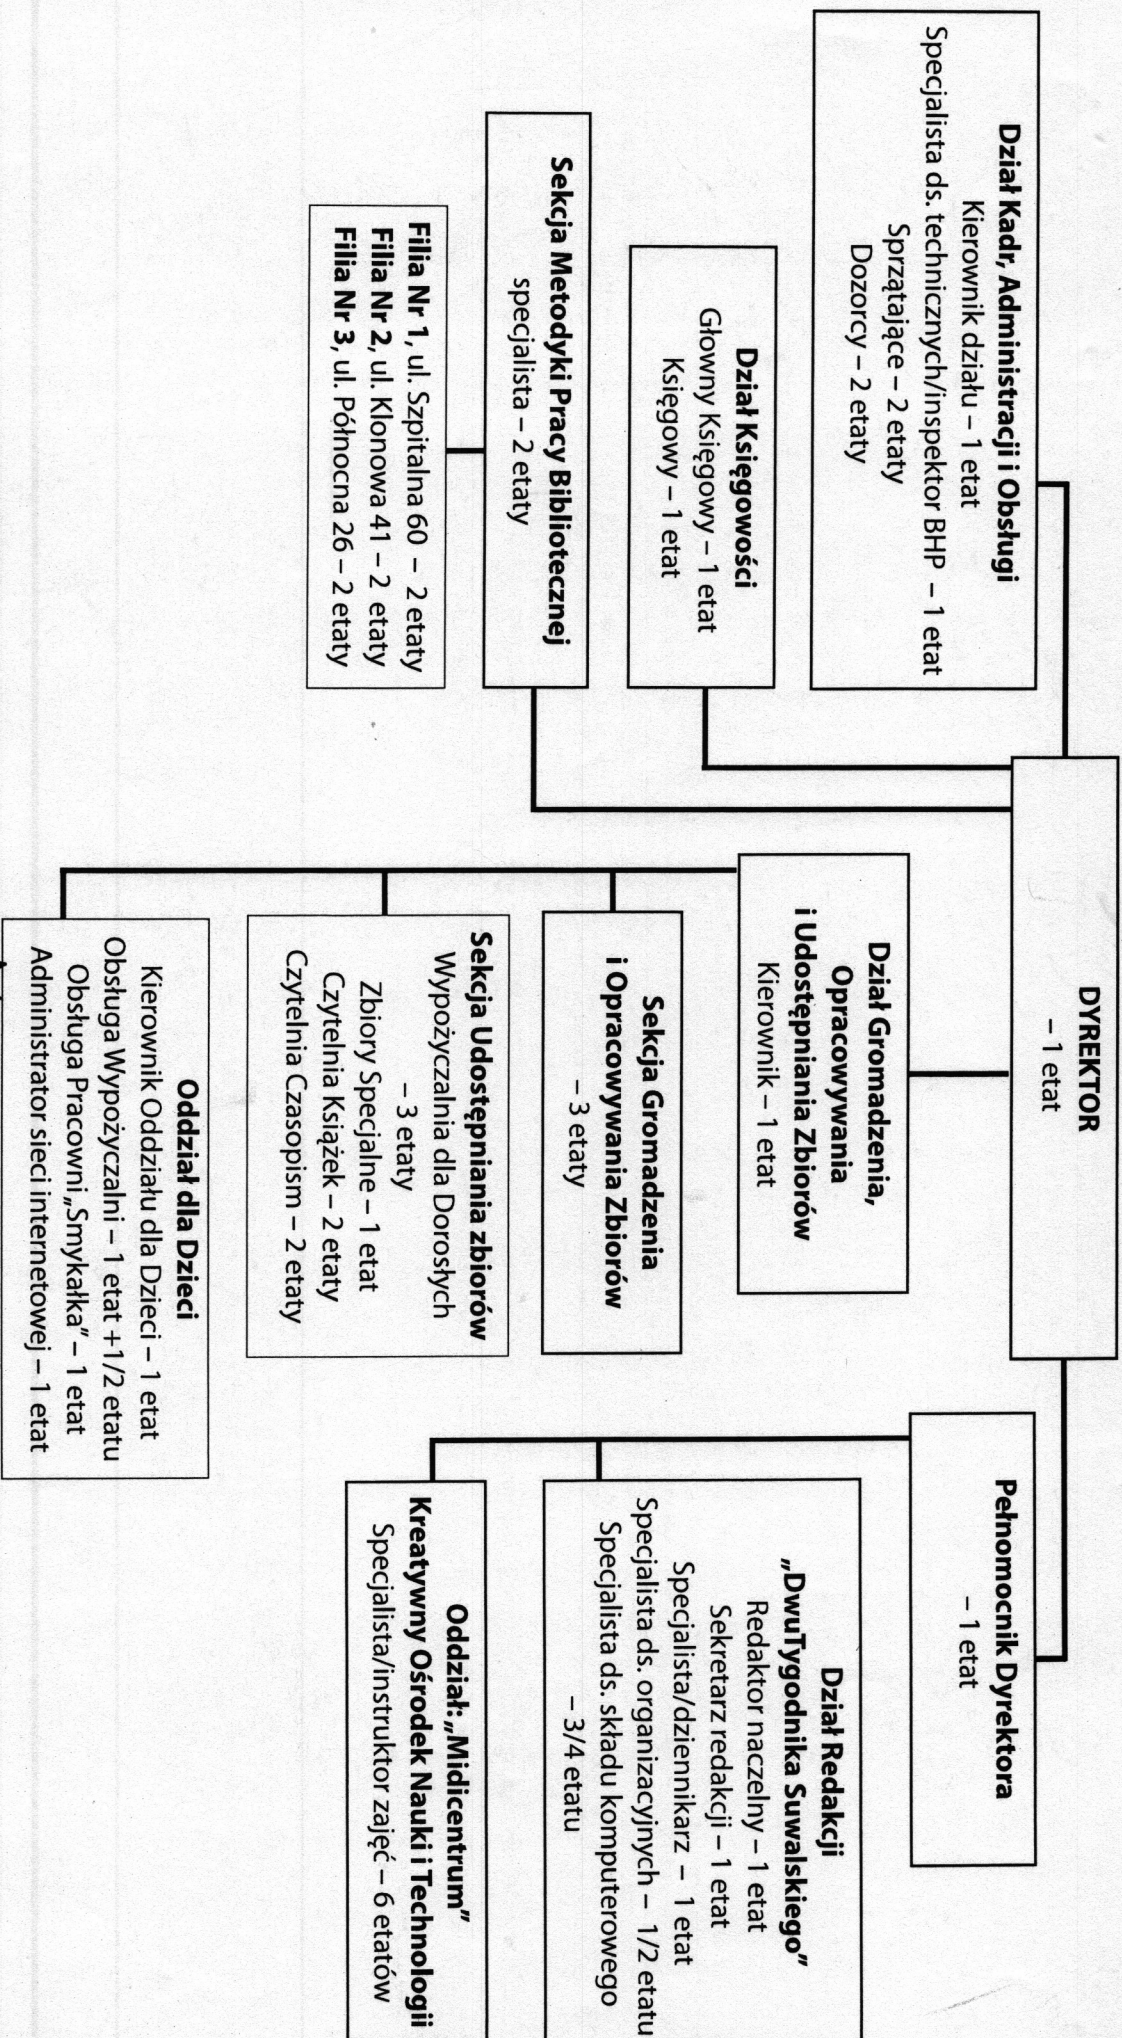 DYREKTOR
– 1 etat
Dział Kadr, Administracji i Obsługi
Kierownik działu – 1 etat
Specjalista ds. technicznych/inspektor BHP – 1 etat
Sprzątające – 2 etaty
Dozorcy – 2 etaty
Dział Księgowości
Głowny Księgowy – 1 etat
Księgowy – 1 etat
Sekcja Metodyki Pracy Bibliotecznej
specjalista – 2 etaty
Filia Nr 1, ul. Szpitalna 60 – 2 etaty
Filia Nr 2, ul. Klonowa 41 – 2 etaty
Filia Nr 3, ul. Północna 26 – 2 etaty
Dział Gromadzenia,
Opracowywania
i Udostępniania Zbiorów
Kierownik – 1 etat
Sekcja Gromadzenia
i Opracowywania Zbiorów
– 3 etaty
Sekcja Udostępniania zbiorów
Wypożyczalnia dla Dorosłych
– 3 etaty
Zbiory Specjalne – 1 etat
Czytelnia Książek – 2 etaty
Czytelnia Czasopism – 2 etaty
Oddział dla Dzieci
Kierownik Oddziału dla Dzieci – 1 etat
Obsługa Wypożyczalni – 1 etat +1/2 etatu
Obsługa Pracowni „Smykałka” – 1 etat
Administrator sieci internetowej – 1 etat
Pełnomocnik Dyrektora
– 1 etat
Dział Redakcji
„DwuTygodnika Suwalskiego”
Redaktor naczelny – 1 etat
Sekretarz redakcji – 1 etat
Specjalista/dziennikarz – 1 etat
Specjalista ds. organizacyjnych – 1/2 etatu
Specjalista ds. składu komputerowego
– 3/4 etatu
Oddział: „Midicentrum”
Kreatywny Ośrodek Nauki i Technologii
Specjalista/instruktor zajęć – 6 etatów